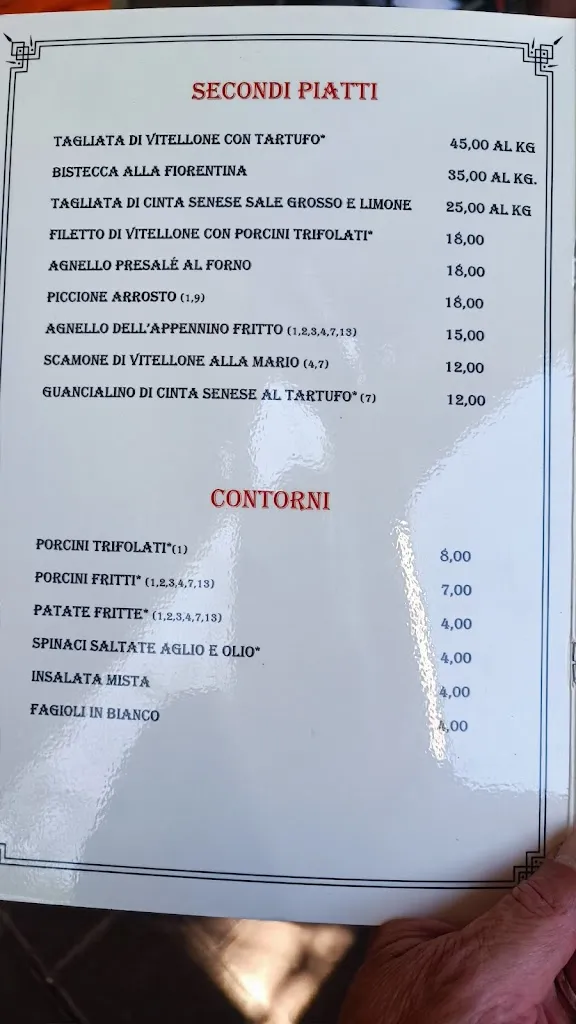 SECONDI PIATTI
TAGLIATA DI VITELLONE CON TARTUFO* 45,00 AL KG
BISTECCA ALLA FIORENTINA 35,00 AL KG.
TAGLIATA DI CINTA SENESE SALE GROSSO E LIMONE 25,00 AL KG
FILETTO DI VITELLONE CON PORCINI TRIFOLATI* 18,00
AGNELLO PRESALÉ AL FORNO 18,00
PICCIONE ARROSTO (1,9) 18,00
AGNELLO DELL'APPENNINO FRITTO (1,2,3,4,7,13) 15,00
SCAMONE DI VITELLONE ALLA MARIO (4,7) 12,00
GUANCIALINO DI CINTA SENESE AL TARTUFO* (7) 12,00
CONTORNI
PORCINI TRIFOLATI*(1) 8,00
PORCINI FRITTI* (1,2,3,4,7,13) 7,00
PATATE FRITTE* (1,2,3,4,7,13) 4,00
SPINACI SALTATE AGLIO E OLIO* 4,00
INSALATA MISTA 4,00
FAGIOLI IN BIANCO 4,00